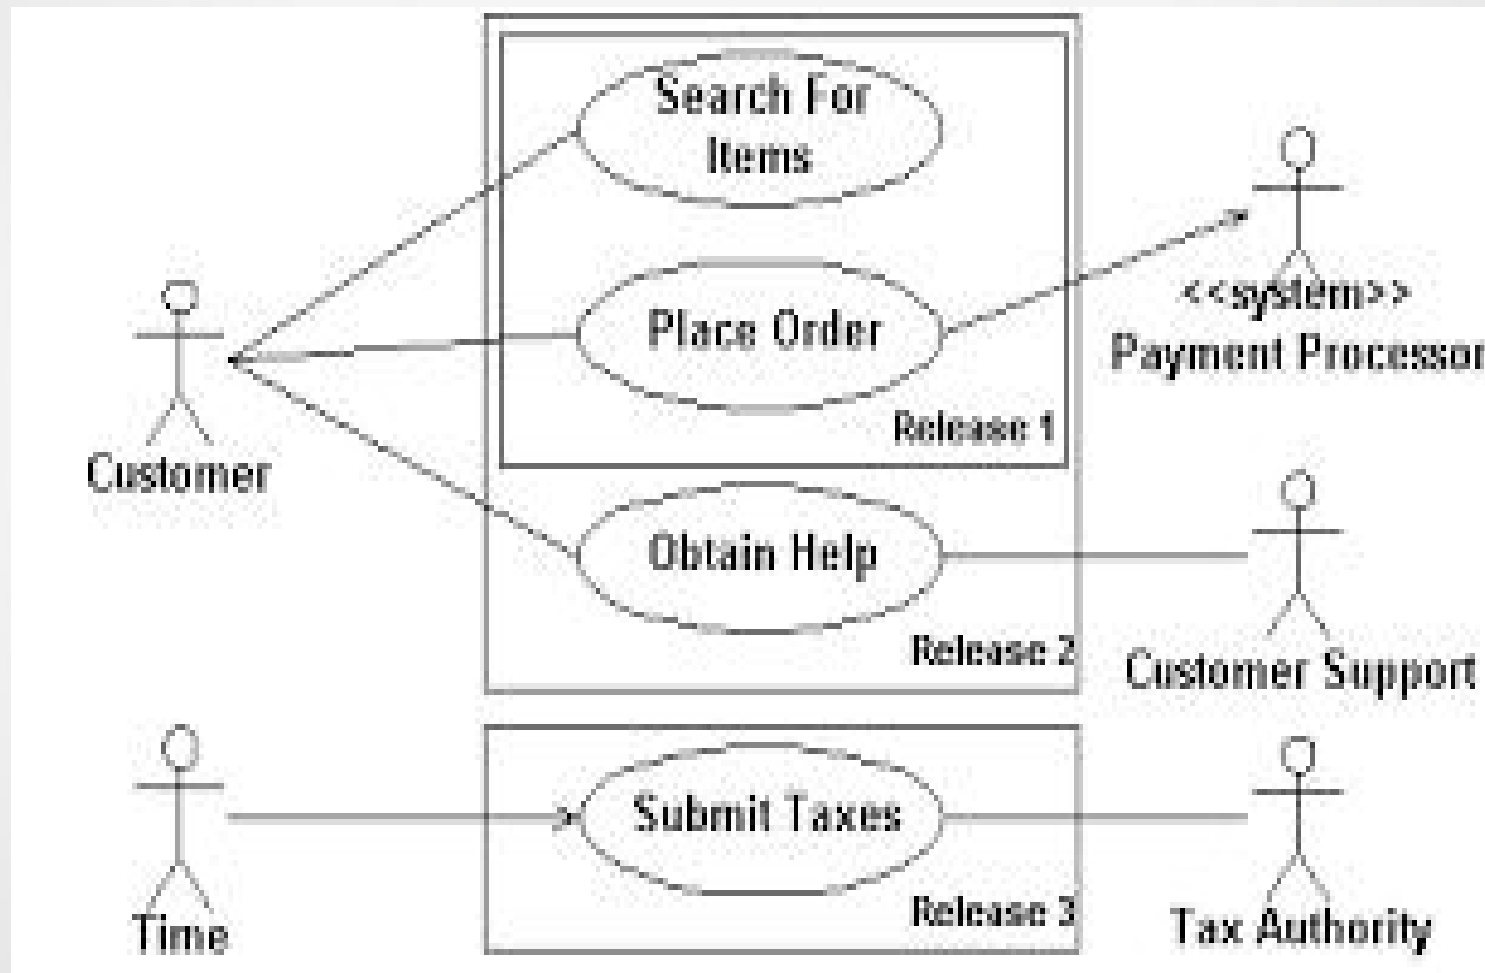 Search For
Items
<<system>>
Payment Processor
Place Order
Release 1
Customer
Obtain Help
Release 2
Customer Support
Submit Taxes
Release 3
Time
Tax Authority